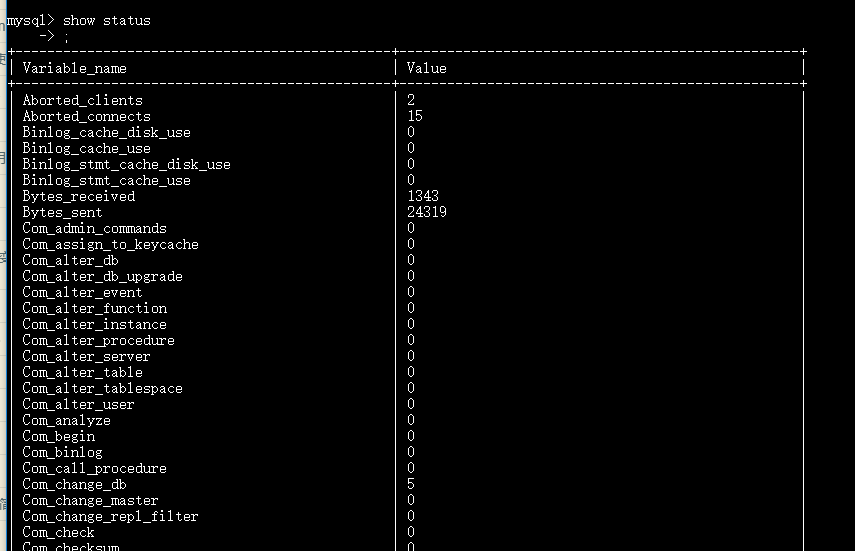 mysql> show status
-> ;
Variable_name Value
Aborted_clients 2
Aborted_connects 15
Binlog_cache_disk_use 0
Binlog_cache_use 0
Binlog_stmt_cache_disk_use 0
Binlog_stmt_cache_use 0
Bytes_received 1343
Bytes_sent 24319
Com_admin_commands 0
Com_assign_to_keycache 0
Com_alter_db 0
Com_alter_db_upgrade 0
Com_alter_event 0
Com_alter_function 0
Com_alter_instance 0
Com_alter_procedure 0
Com_alter_server 0
Com_alter_table 0
Com_alter_tablespace 0
Com_alter_user 0
Com_analyze 0
Com_begin 0
Com_binlog 0
Com_call_procedure 0
Com_change_db 5
Com_change_master 0
Com_change_repl_filter 0
Com_check 0
Com_checksum 0